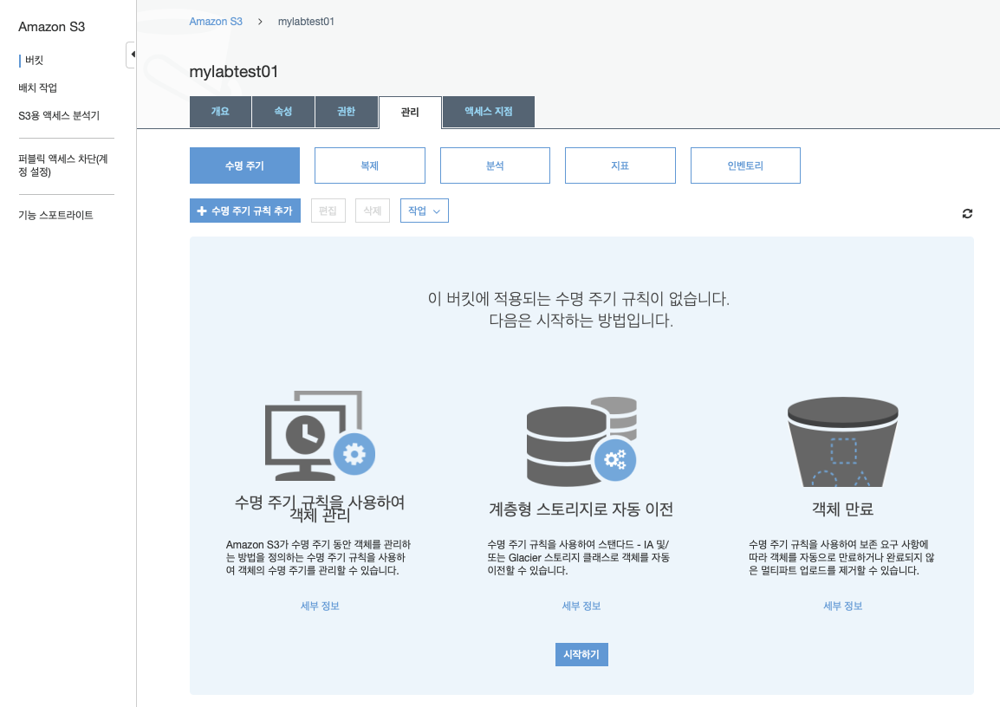 Amazon S3
버킷
배치 작업
S3용 액세스 분석기
퍼블릭 액세스 차단(계
정 설정)
기능 스포트라이트
Amazon S3 > mylabtest01
mylabtest01
개요 속성 권한 관리 액세스 지점
수명 주기 복제 분석 지표 인벤토리
수명 주기 규칙 추가 편집 삭제 작업
이 버킷에 적용되는 수명 주기 규칙이 없습니다.
다음은 시작하는 방법입니다.
수명 주기 규칙을 사용하여
객체 관리
Amazon S3가 수명 주기 동안 객체를 관리하
는 방법을 정의하는 수명 주기 규칙을 사용하
여 객체의 수명 주기를 관리할 수 있습니다.
세부 정보
계층형 스토리지로 자동 이전
수명 주기 규칙을 사용하여 스탠다드 - IA 및/
또는 Glacier 스토리지 클래스로 객체를 자동
이전할 수 있습니다.
세부 정보
객체 만료
수명 주기 규칙을 사용하여 보존 요구 사항에
따라 객체를 자동으로 만료하거나 완료되지 않
은 멀티파트 업로드를 제거할 수 있습니다.
세부 정보
시작하기